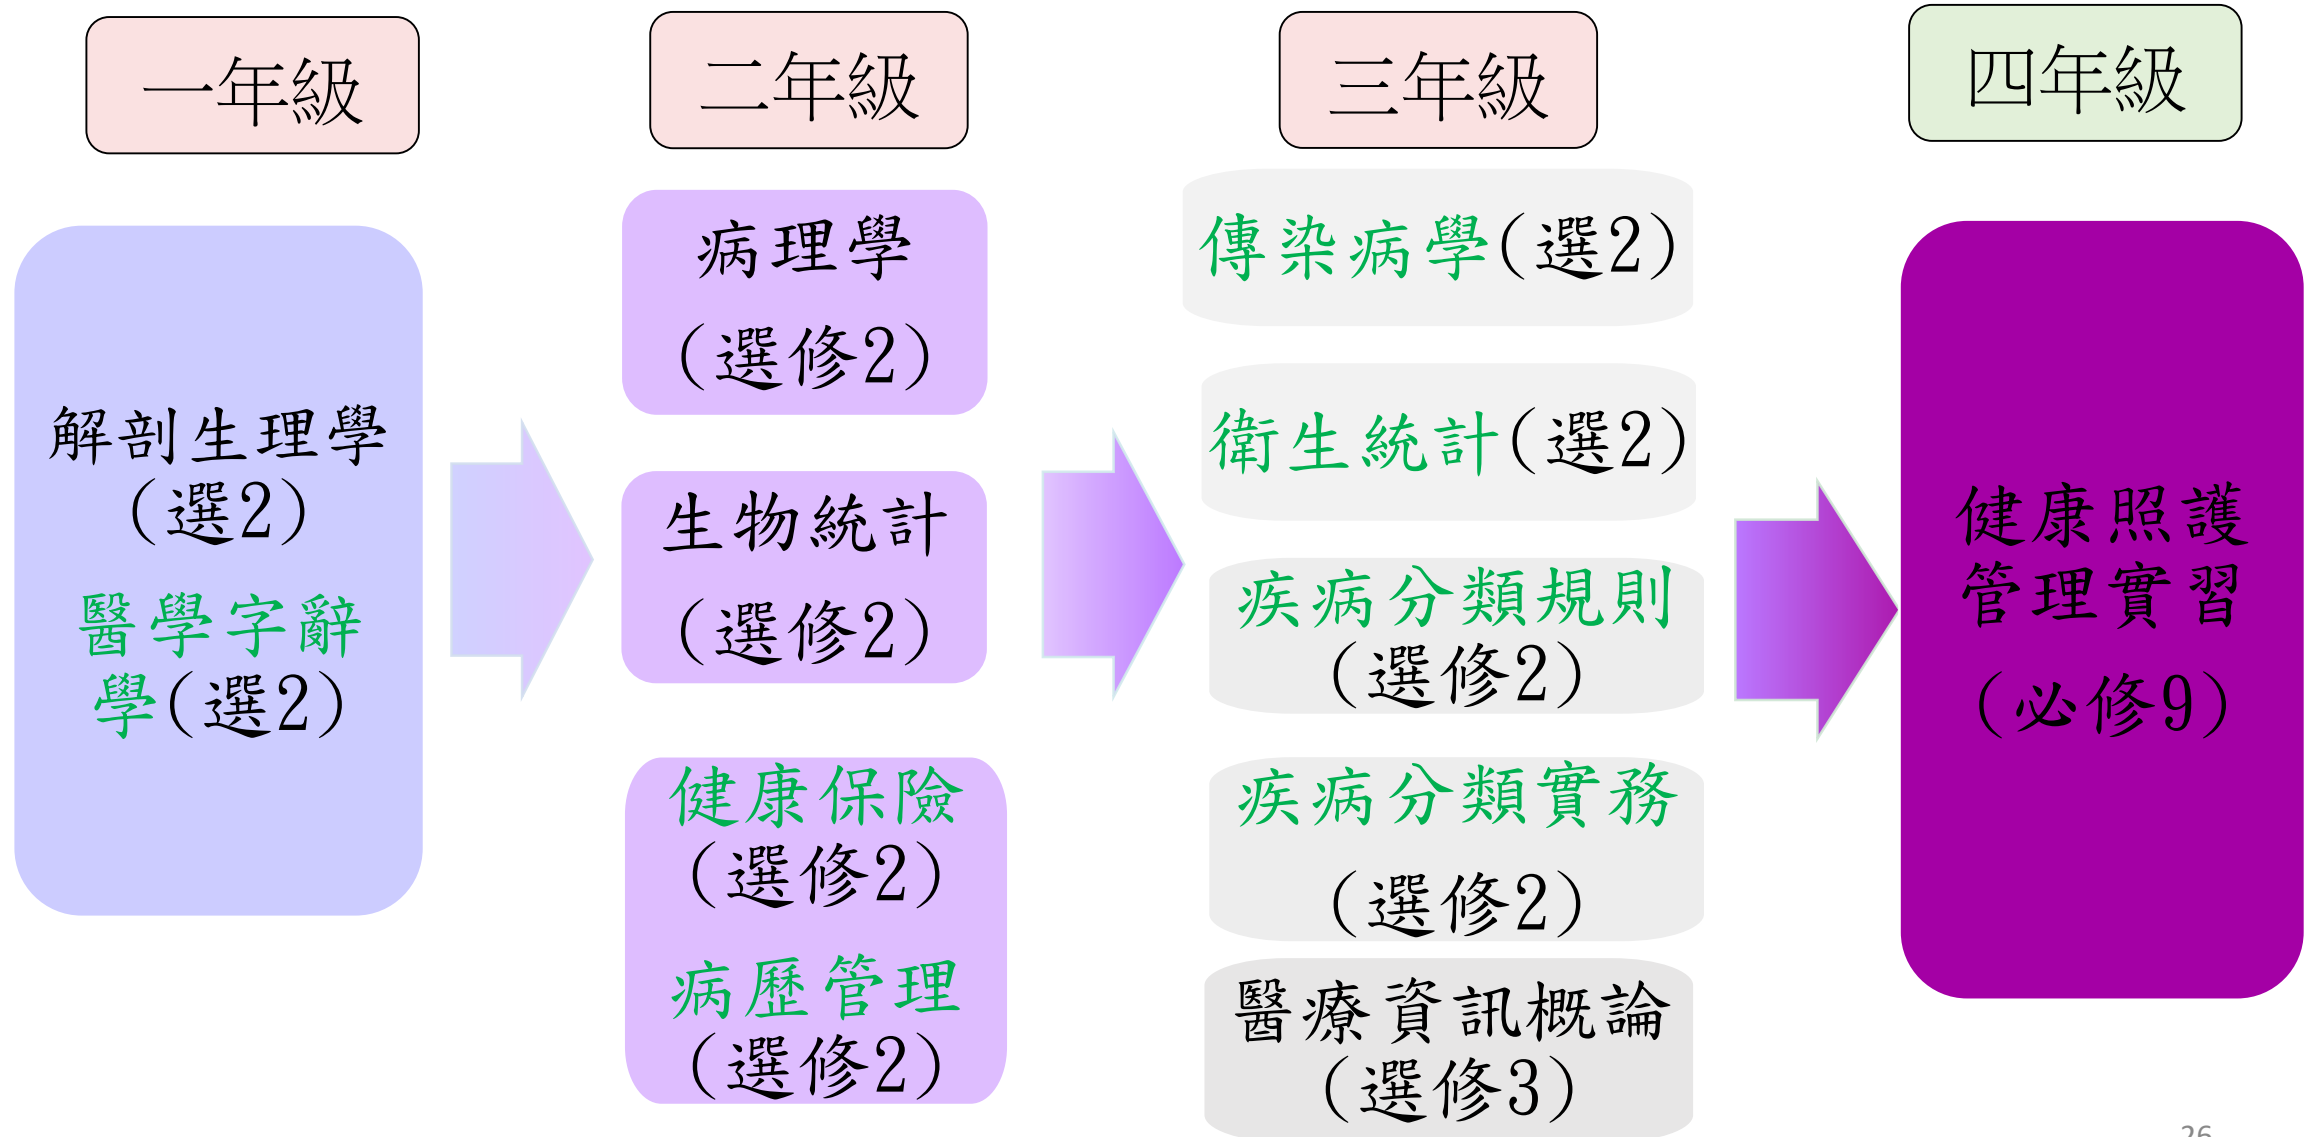 一年級
解剖生理學
(選2)
醫學字辭
學(選2)
二年級
病理學
(選修2)
生物統計
(選修2)
健康保險
(選修2)
病歷管理
(選修2)
三年級
傳染病學(選2)
衛生統計(選2)
疾病分類規則
(選修2)
疾病分類實務
(選修2)
醫療資訊概論
(選修3)
四年級
健康照護
管理實習
(必修9)
26